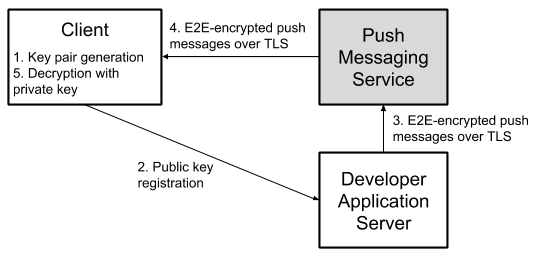 Client
1. Key pair generation
5. Decryption with
private key
4. E2E-encrypted push
messages over TLS
Push
Messaging
Service
3. E2E-encrypted push
messages over TLS
2. Public key
registration
Developer
Application
Server